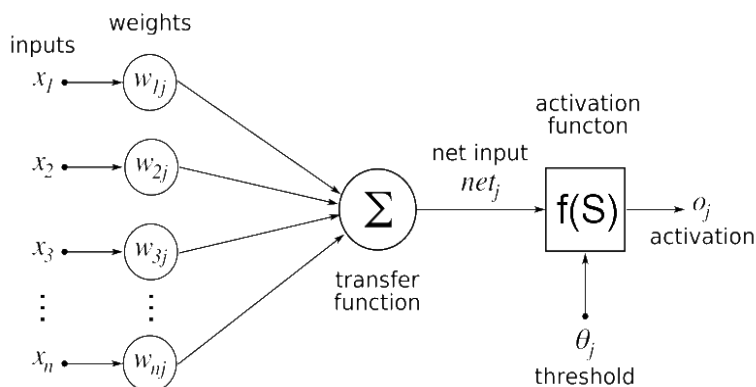 inputs
weights
x₁
w₁ⱼ
x₂
w₂ⱼ
x₃
w₃ⱼ
⋮
⋮
xₙ
wₙⱼ
Σ
transfer
function
net input
netⱼ
activation
functon
f(S)
oⱼ
activation
θⱼ
threshold